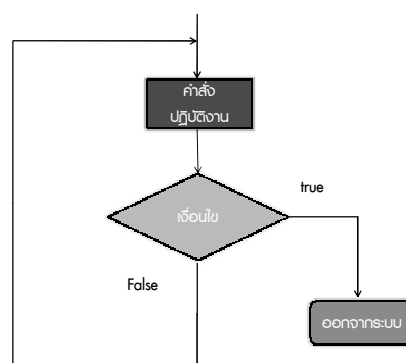 คำสั่ง
ปฏิบัติงาน
เงื่อนไข
true
False
ออกจากระบบ